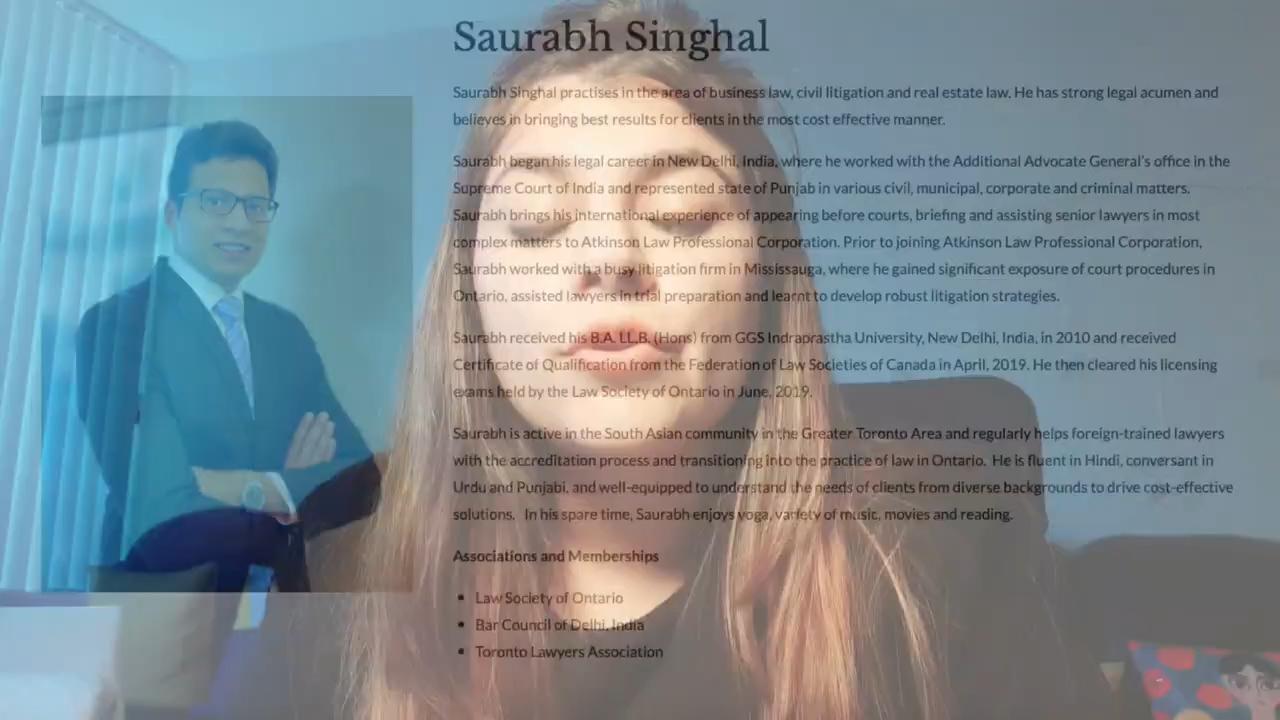 Saurabh Singhal
Saurabh Singhal practises in the area of business law, civil litigation and real estate law. He has strong legal acumen and
believes in bringing best results for clients in the most cost effective manner.
Saurabh began his legal career in New Delhi, India, where he worked with the Additional Advocate General's office in the
Supreme Court of India and represented state of Punjab in various civil, municipal, corporate and criminal matters.
Saurabh brings his international experience of appearing before courts, briefing and assisting senior lawyers in most
complex matters to Atkinson Law Professional Corporation. Prior to joining Atkinson Law Professional Corporation,
Saurabh worked with a busy litigation firm in Mississauga, where he gained significant exposure of court procedures in
Ontario, assisted lawyers in trial preparation and learnt to develop robust litigation strategies.
Saurabh received his B.A. LL.B. (Hons) from GGS Indraprastha University, New Delhi, India, in 2010 and received
Certificate of Qualification from the Federation of Law Societies of Canada in April, 2019. He then cleared his licensing
exams held by the Law Society of Ontario in June, 2019.
Saurabh is active in the South Asian community in the Greater Toronto Area and regularly helps foreign-trained lawyers
with the accreditation process and transitioning into the practice of law in Ontario. He is fluent in Hindi, conversant in
Urdu and Punjabi, and well-equipped to understand the needs of clients from diverse backgrounds to drive cost-effective
solutions. In his spare time, Saurabh enjoys yoga, variety of music, movies and reading.
Associations and Memberships
• Law Society of Ontario
• Bar Council of Delhi, India
• Toronto Lawyers Association